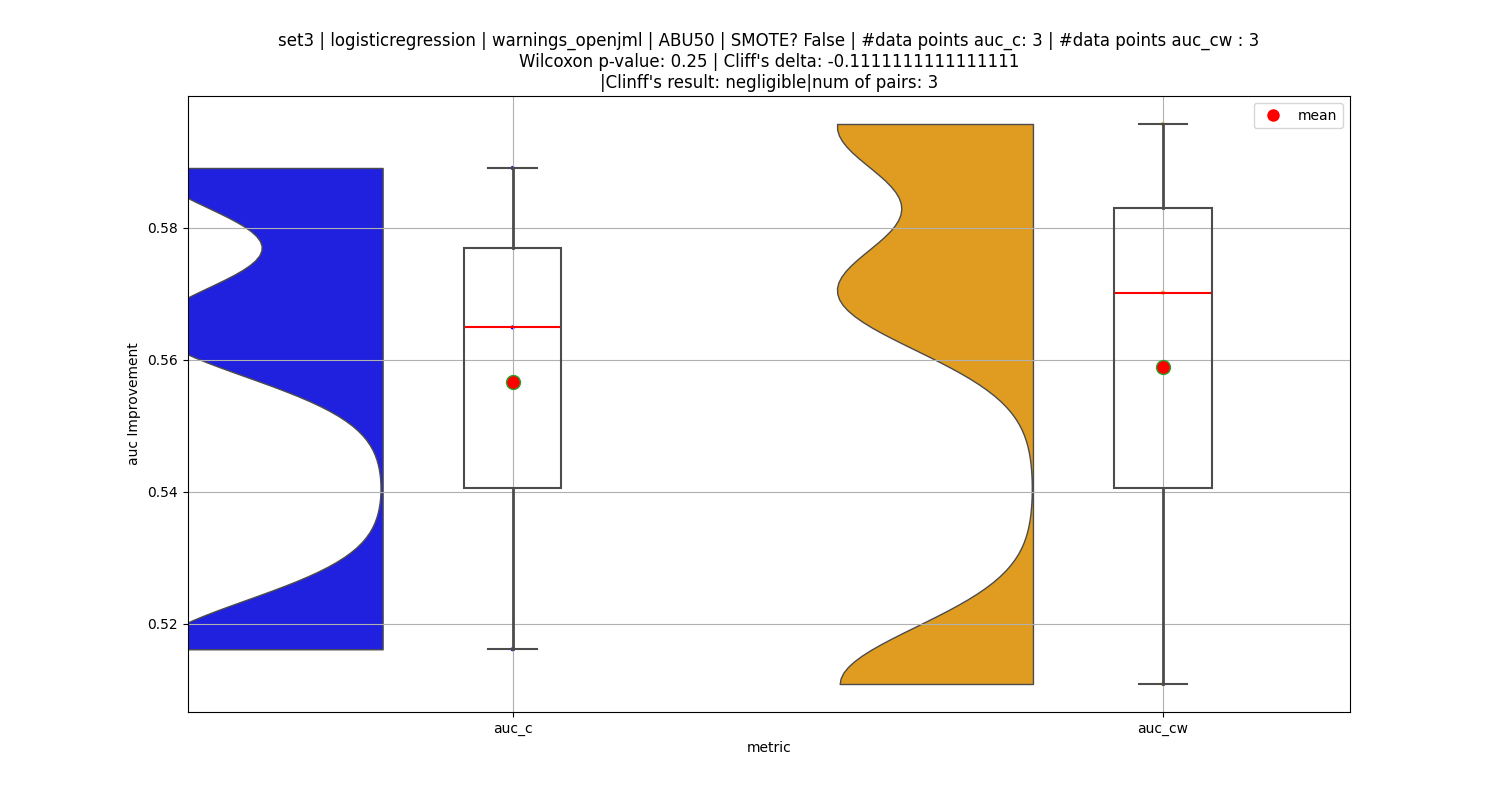 set3 | logisticregression | warnings_openjml | ABU50 | SMOTE? False | #data points auc_c: 3 | #data points auc_cw : 3
Wilcoxon p-value: 0.25 | Cliff's delta: -0.1111111111111111
|Clinff's result: negligible|num of pairs: 3
mean
0.58
0.56
0.54
0.52
auc Improvement
auc_c
auc_cw
metric